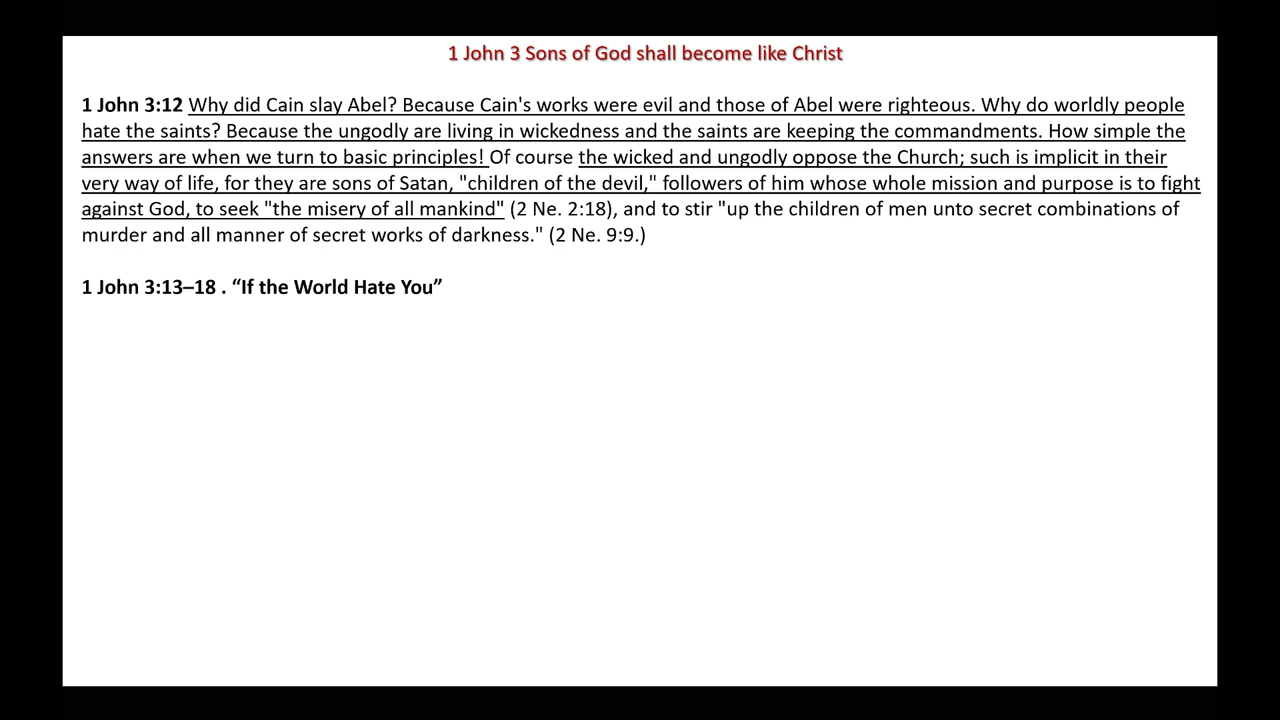 1 John 3 Sons of God shall become like Christ
1 John 3:12 Why did Cain slay Abel? Because Cain's works were evil and those of Abel were righteous. Why do worldly people
hate the saints? Because the ungodly are living in wickedness and the saints are keeping the commandments. How simple the
answers are when we turn to basic principles! Of course the wicked and ungodly oppose the Church; such is implicit in their
very way of life, for they are sons of Satan, "children of the devil," followers of him whose whole mission and purpose is to fight
against God, to seek "the misery of all mankind" (2 Ne. 2:18), and to stir "up the children of men unto secret combinations of
murder and all manner of secret works of darkness." (2 Ne. 9:9.)
1 John 3:13–18 . “If the World Hate You”